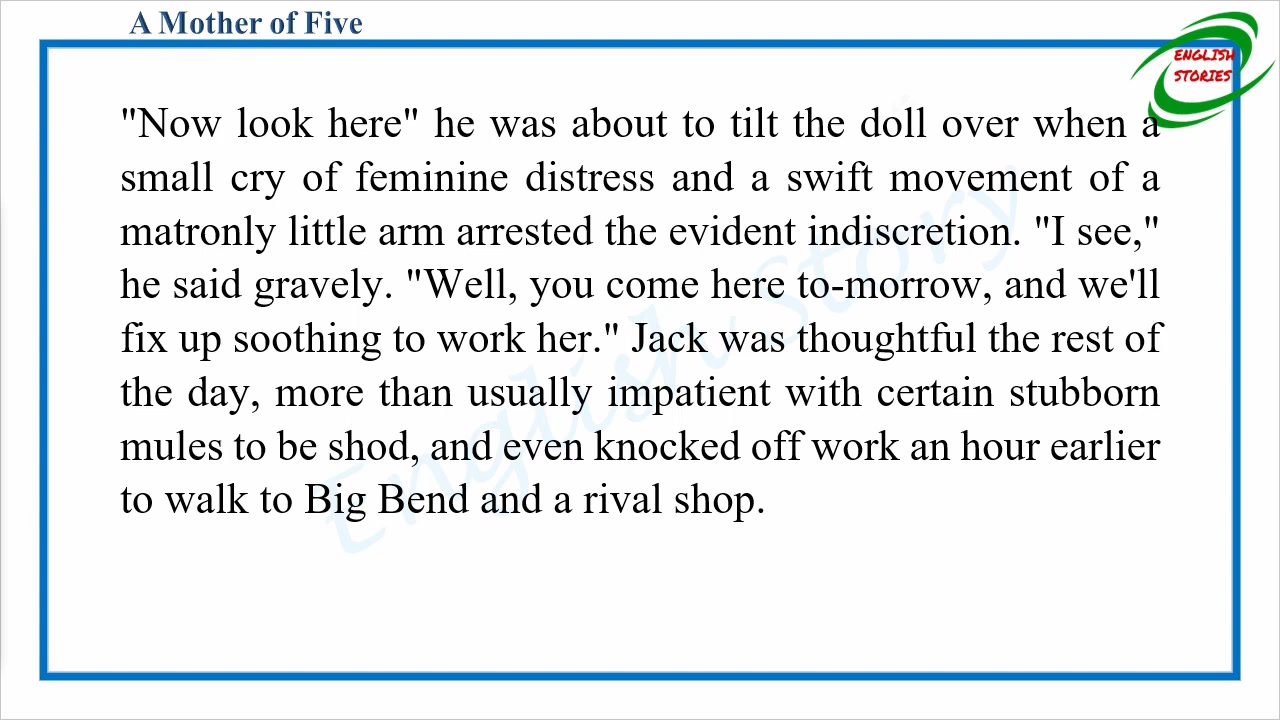 A Mother of Five
ENGLISH
STORIES
"Now look here" he was about to tilt the doll over when a
small cry of feminine distress and a swift movement of a
matronly little arm arrested the evident indiscretion. "I see,"
he said gravely. "Well, you come here to-morrow, and we'll
fix up soothing to work her." Jack was thoughtful the rest of
the day, more than usually impatient with certain stubborn
mules to be shod, and even knocked off work an hour earlier
to walk to Big Bend and a rival shop.
English Story